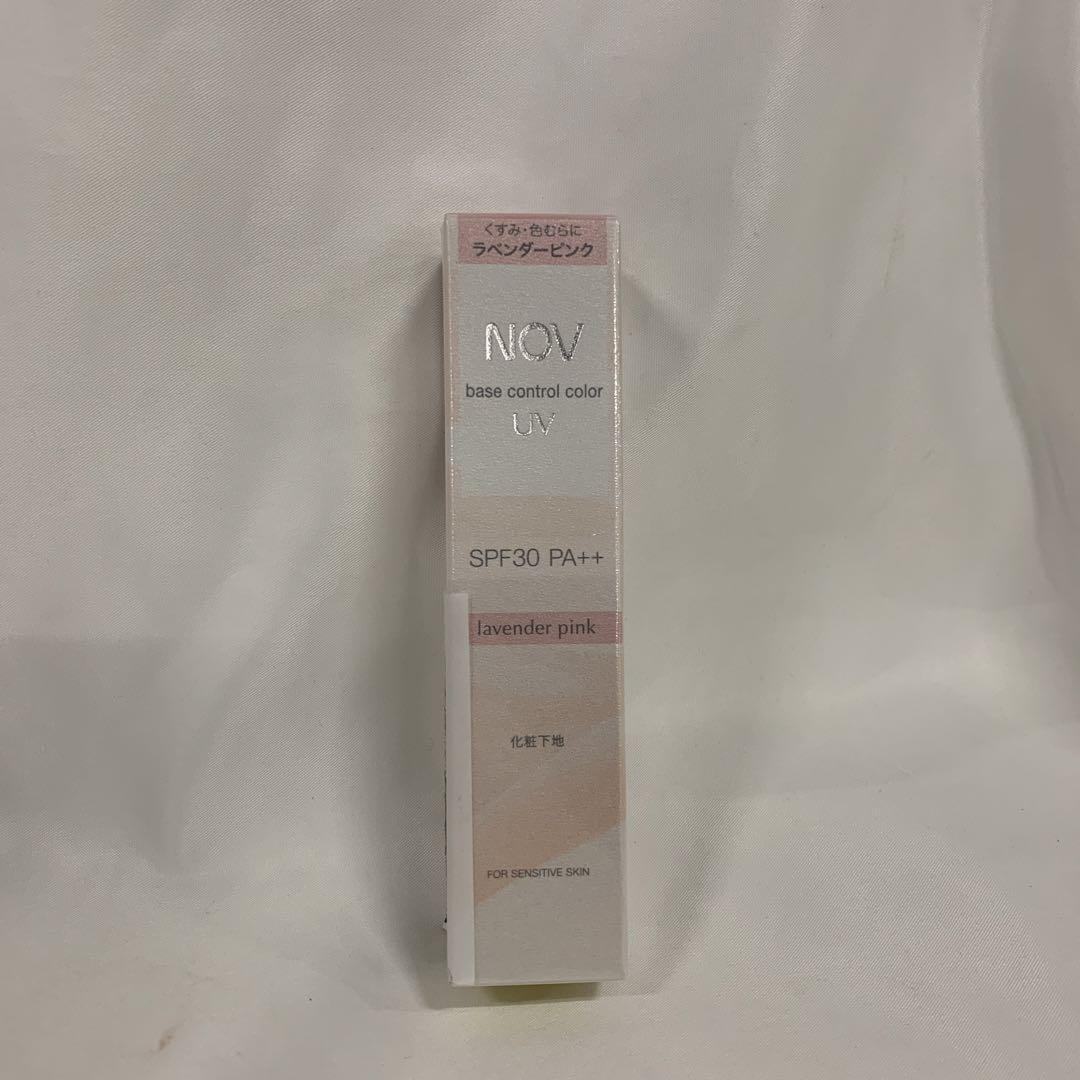 くすみ・色むらに
ラベンダーピンク
NOV
base control color
UV
SPF30 PA++
lavender pink
化粧下地
FOR SENSITIVE SKIN